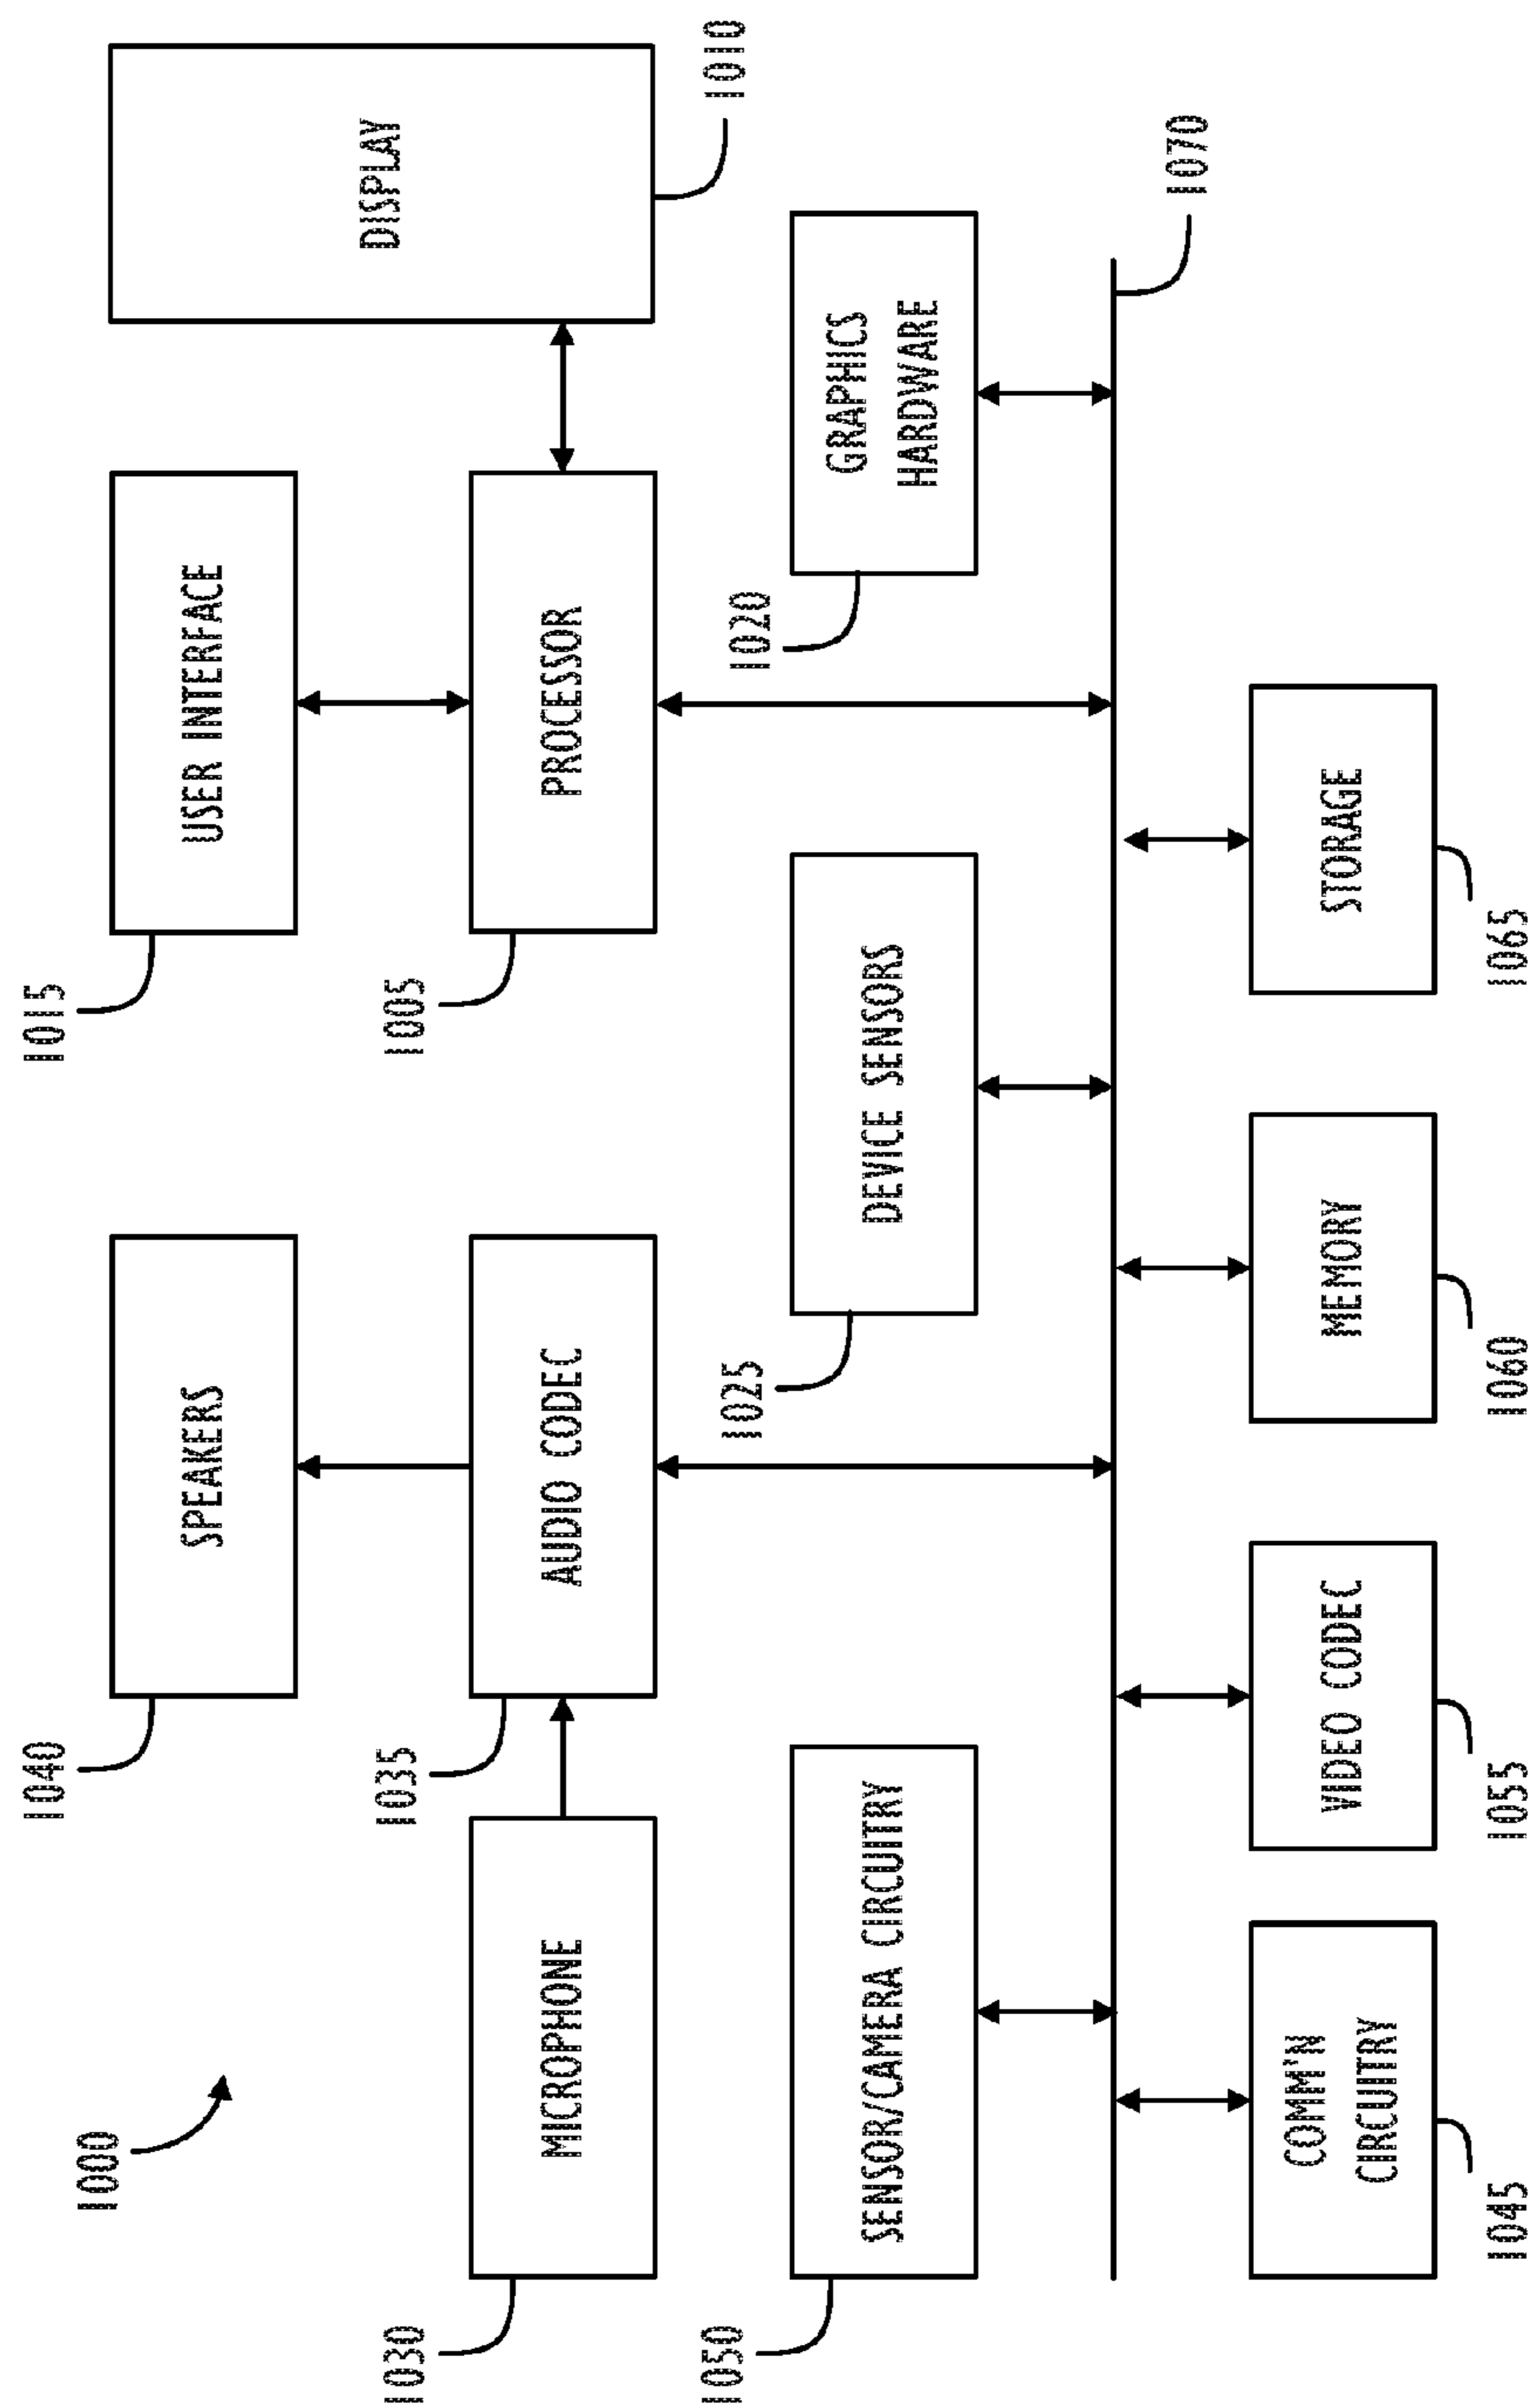 1000
1040
SPEAKERS
1015
USER INTERFACE
DISPLAY
1010
1030
MICROPHONE
1035
AUDIO CODEC
1005
PROCESSOR
1050
SENSOR/CAMERA CIRCUITRY
1025
DEVICE SENSORS
1020
GRAPHICS
HARDWARE
1070
COMM'N
CIRCUITRY
1045
VIDEO CODEC
1055
MEMORY
1060
STORAGE
1065